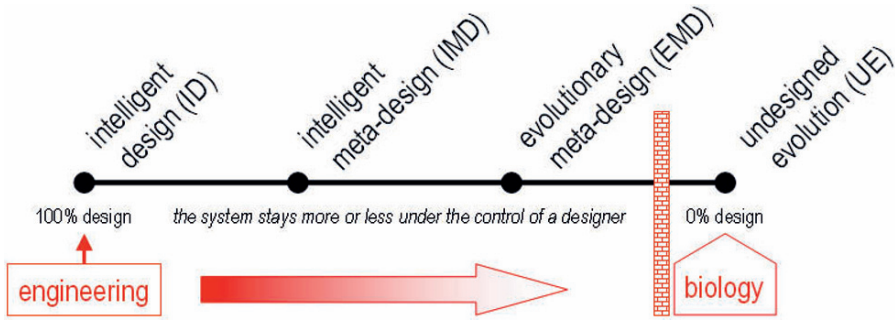 intelligent
design (ID)
intelligent
meta-design (IMD)
evolutionary
meta-design (EMD)
undesigned
evolution (UE)
100% design
the system stays more or less under the control of a designer
0% design
engineering
biology